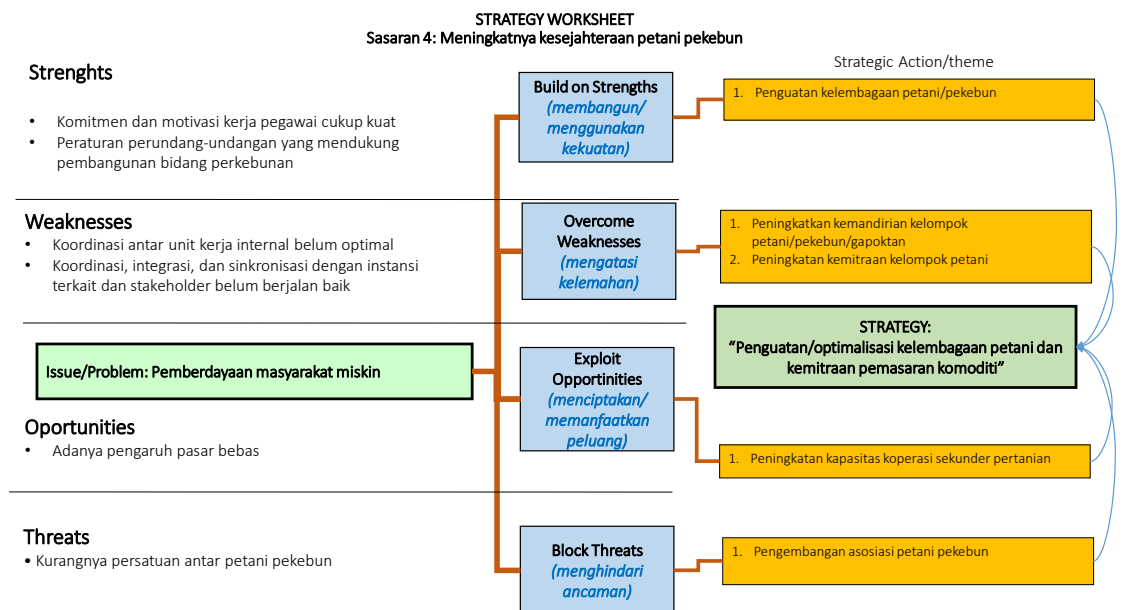 STRATEGY WORKSHEET
Sasaran 4: Meningkatnya kesejahteraan petani pekebun
Strenghts
• Komitmen dan motivasi kerja pegawai cukup kuat
• Peraturan perundang-undangan yang mendukung
pembangunan bidang perkebunan
Build on Strengths
(membangun/
menggunakan
kekuatan)
Strategic Action/theme
1. Penguatan kelembagaan petani/pekebun
Weaknesses
• Koordinasi antar unit kerja internal belum optimal
• Koordinasi, integrasi, dan sinkronisasi dengan instansi
terkait dan stakeholder belum berjalan baik
Overcome
Weaknesses
(mengatasi
kelemahan)
1. Peningkatkan kemandirian kelompok
petani/pekebun/gapoktan
2. Peningkatan kemitraan kelompok petani
STRATEGY:
“Penguatan/optimalisasi kelembagaan petani dan
kemitraan pemasaran komoditi”
Issue/Problem: Pemberdayaan masyarakat miskin
Exploit
Opportinities
(menciptakan/
memanfaatkan
peluang)
Oportunities
• Adanya pengaruh pasar bebas
1. Peningkatan kapasitas koperasi sekunder pertanian
Threats
• Kurangnya persatuan antar petani pekebun
Block Threats
(menghindari
ancaman)
1. Pengembangan asosiasi petani pekebun